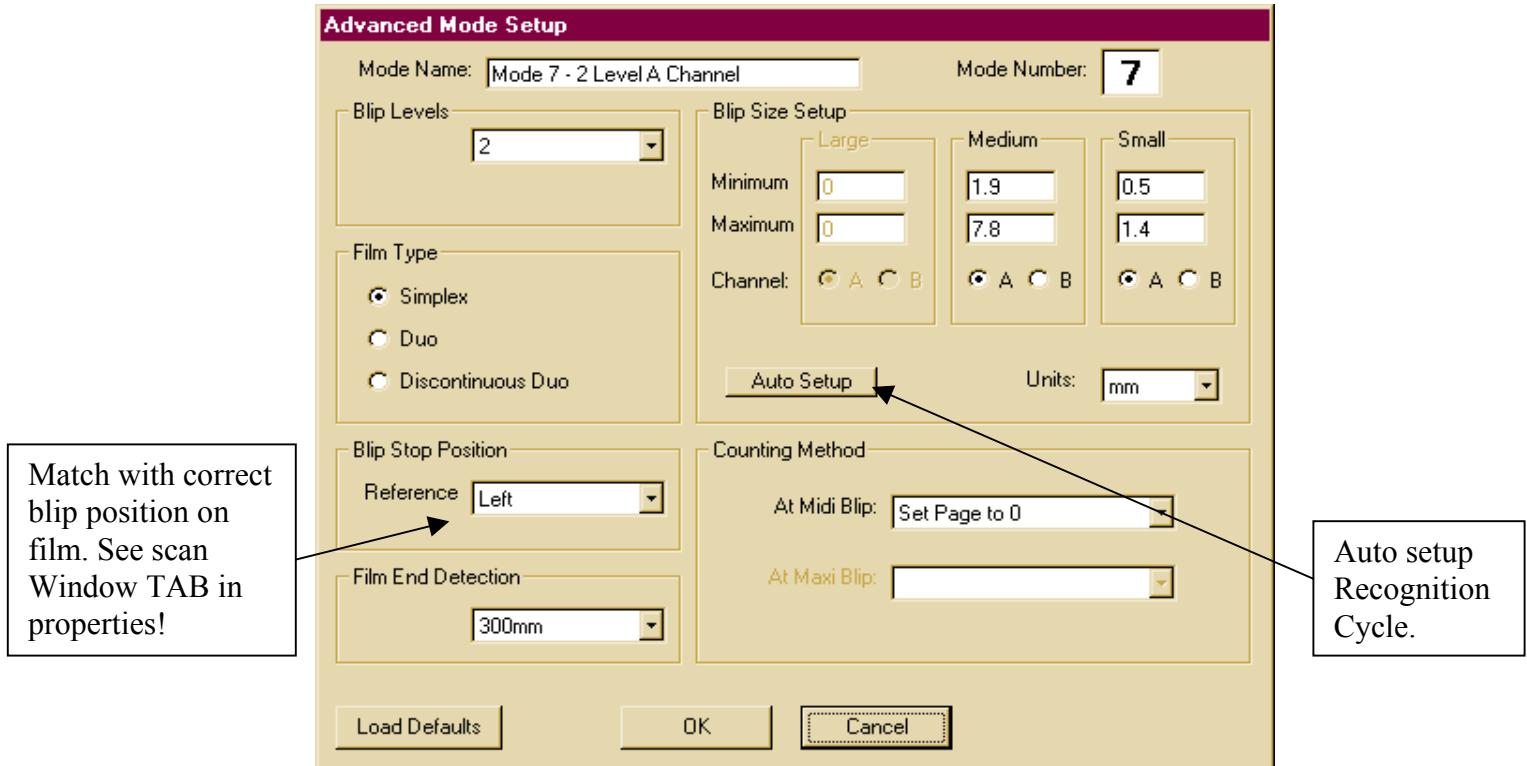 Advanced Mode Setup
Mode Name: Mode 7 - 2 Level A Channel
Mode Number: 7
Blip Levels
2
Film Type
Simplex
Duo
Discontinuous Duo
Blip Stop Position
Reference Left
Film End Detection
300mm
Blip Size Setup
Large Medium Small
Minimum 0 1.9 0.5
Maximum 0 7.8 1.4
Channel: A B A B A B
Auto Setup Units: mm
Counting Method
At Midi Blip: Set Page to 0
At Maxi Blip:
Load Defaults OK Cancel
Match with correct
blip position on
film. See scan
Window TAB in
properties!
Auto setup
Recognition
Cycle.